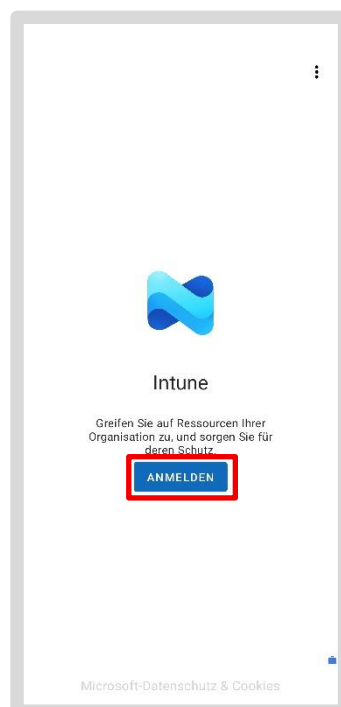 Intune
Greifen Sie auf Ressourcen Ihrer
Organisation zu, und sorgen Sie für
deren Schutz.
ANMELDEN
Microsoft-Datenschutz & Cookies